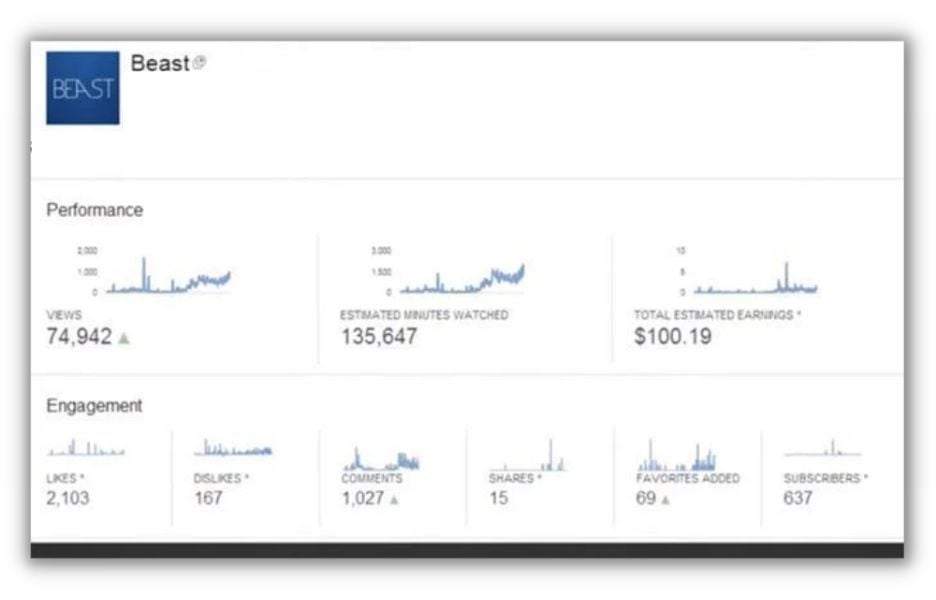 BEAST
Beast
Performance
2,000
1,000
0
VIEWS
74,942
3,000
1,500
0
ESTIMATED MINUTES WATCHED
135,647
10
5
0
TOTAL ESTIMATED EARNINGS *
$100.19
Engagement
LIKES *
2,103
DISLIKES *
167
COMMENTS
1,027
SHARES *
15
FAVORITES ADDED
69
SUBSCRIBERS *
637